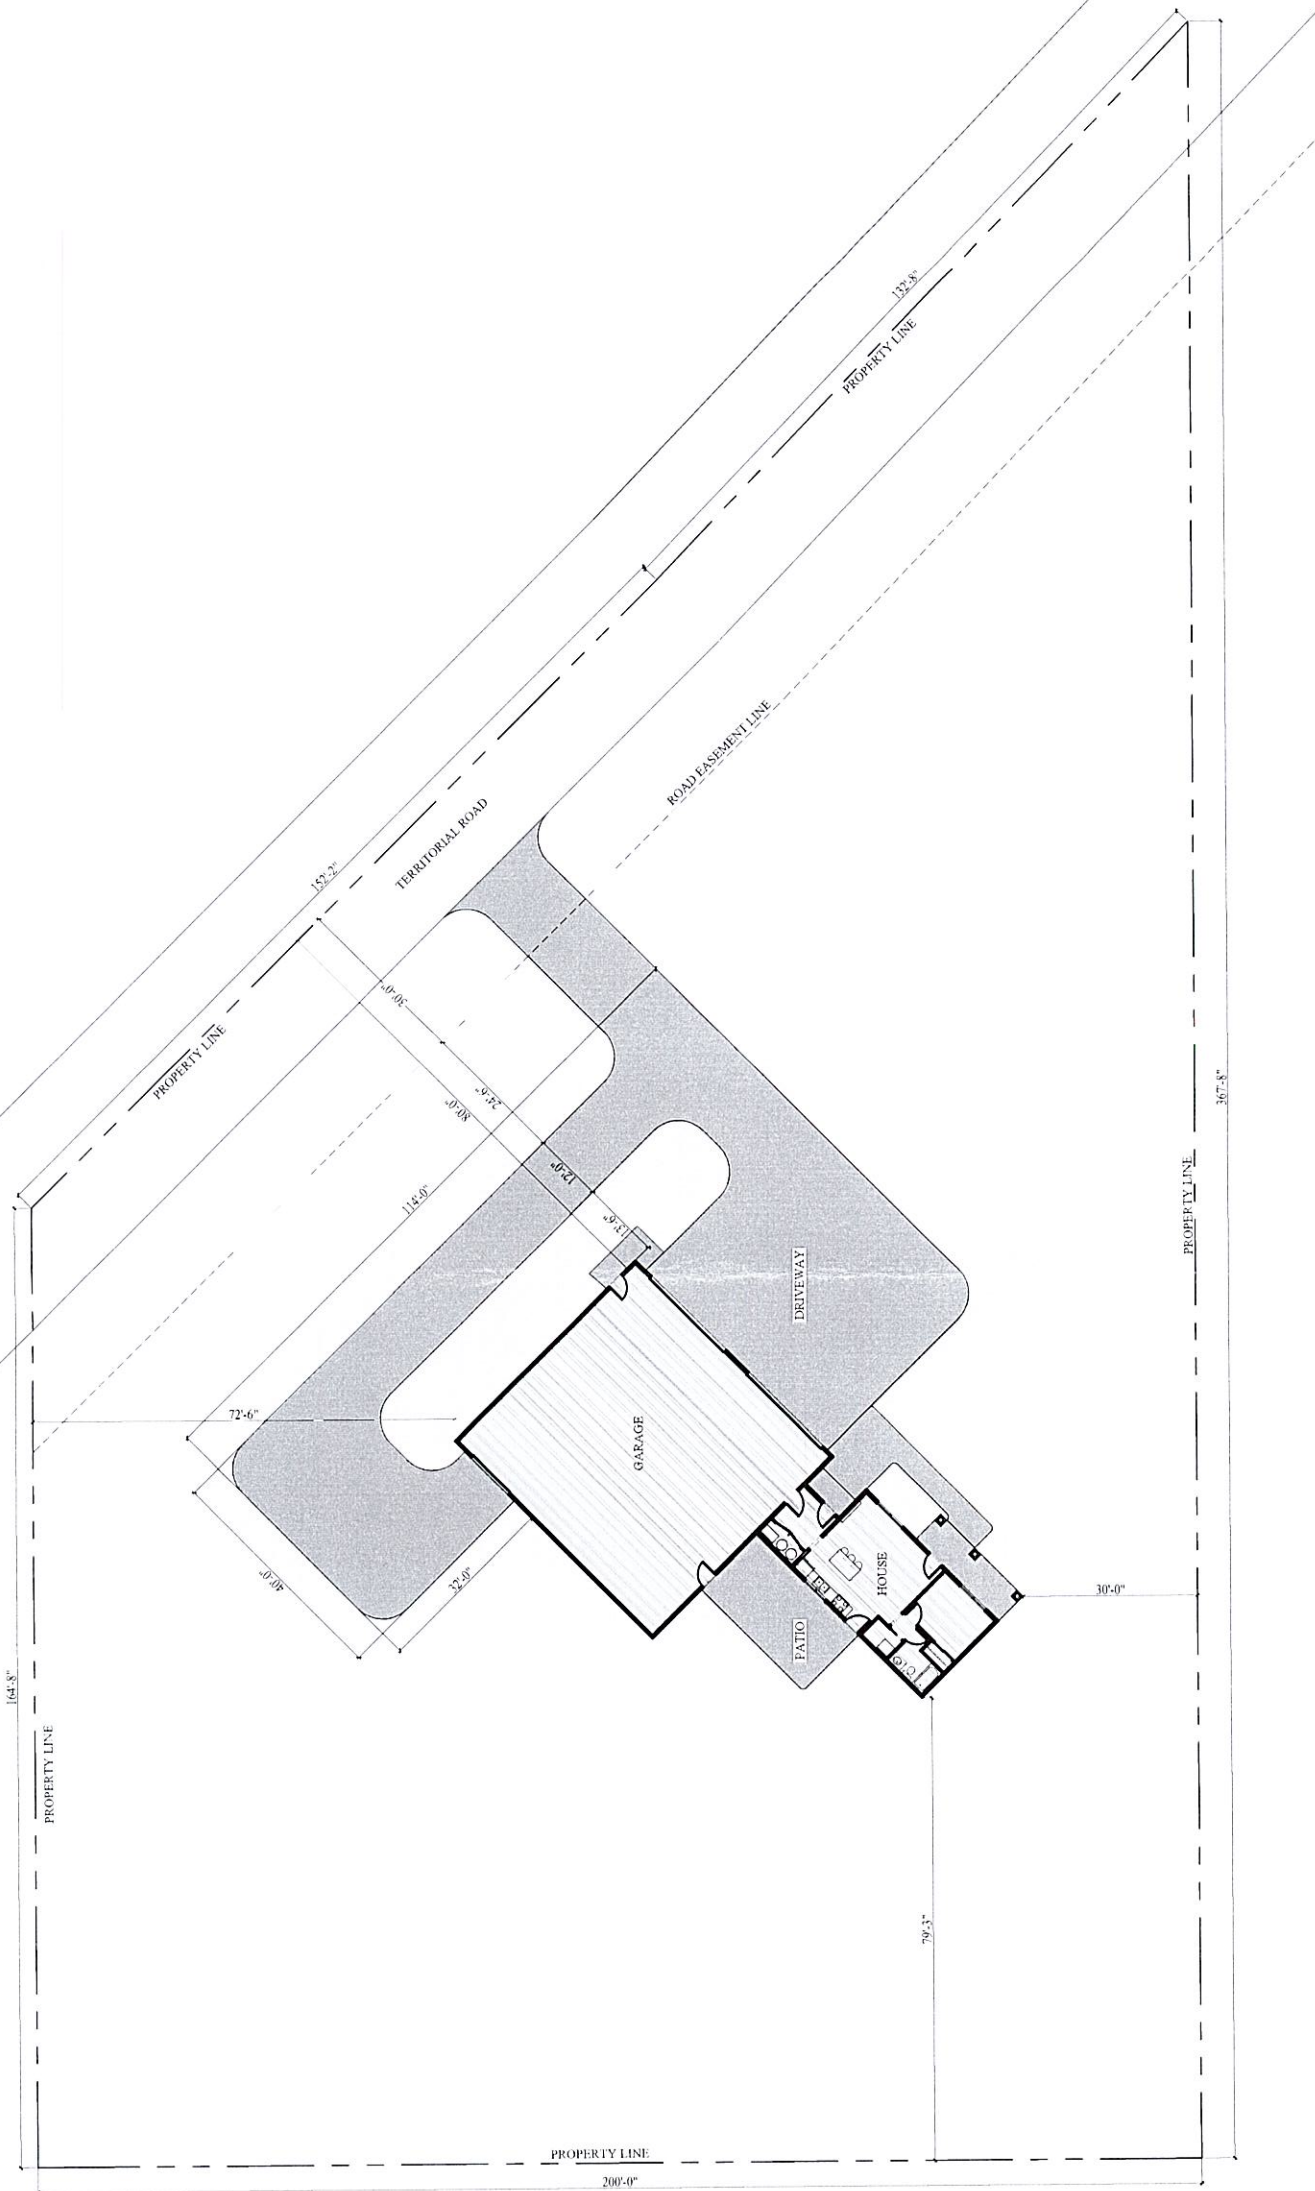 132'-8"
PROPERTY LINE
ROAD EASEMENT LINE
TERRITORIAL ROAD
152'-2"
30'-0"
PROPERTY LINE
24'-6"
80'-0"
367'-8"
12'-0"
114'-0"
PROPERTY LINE
13'-6"
DRIVEWAY
72'-6"
GARAGE
40'-0"
32'-0"
HOUSE
30'-0"
PATIO
164'-8"
PROPERTY LINE
79'-3"
PROPERTY LINE
200'-0"